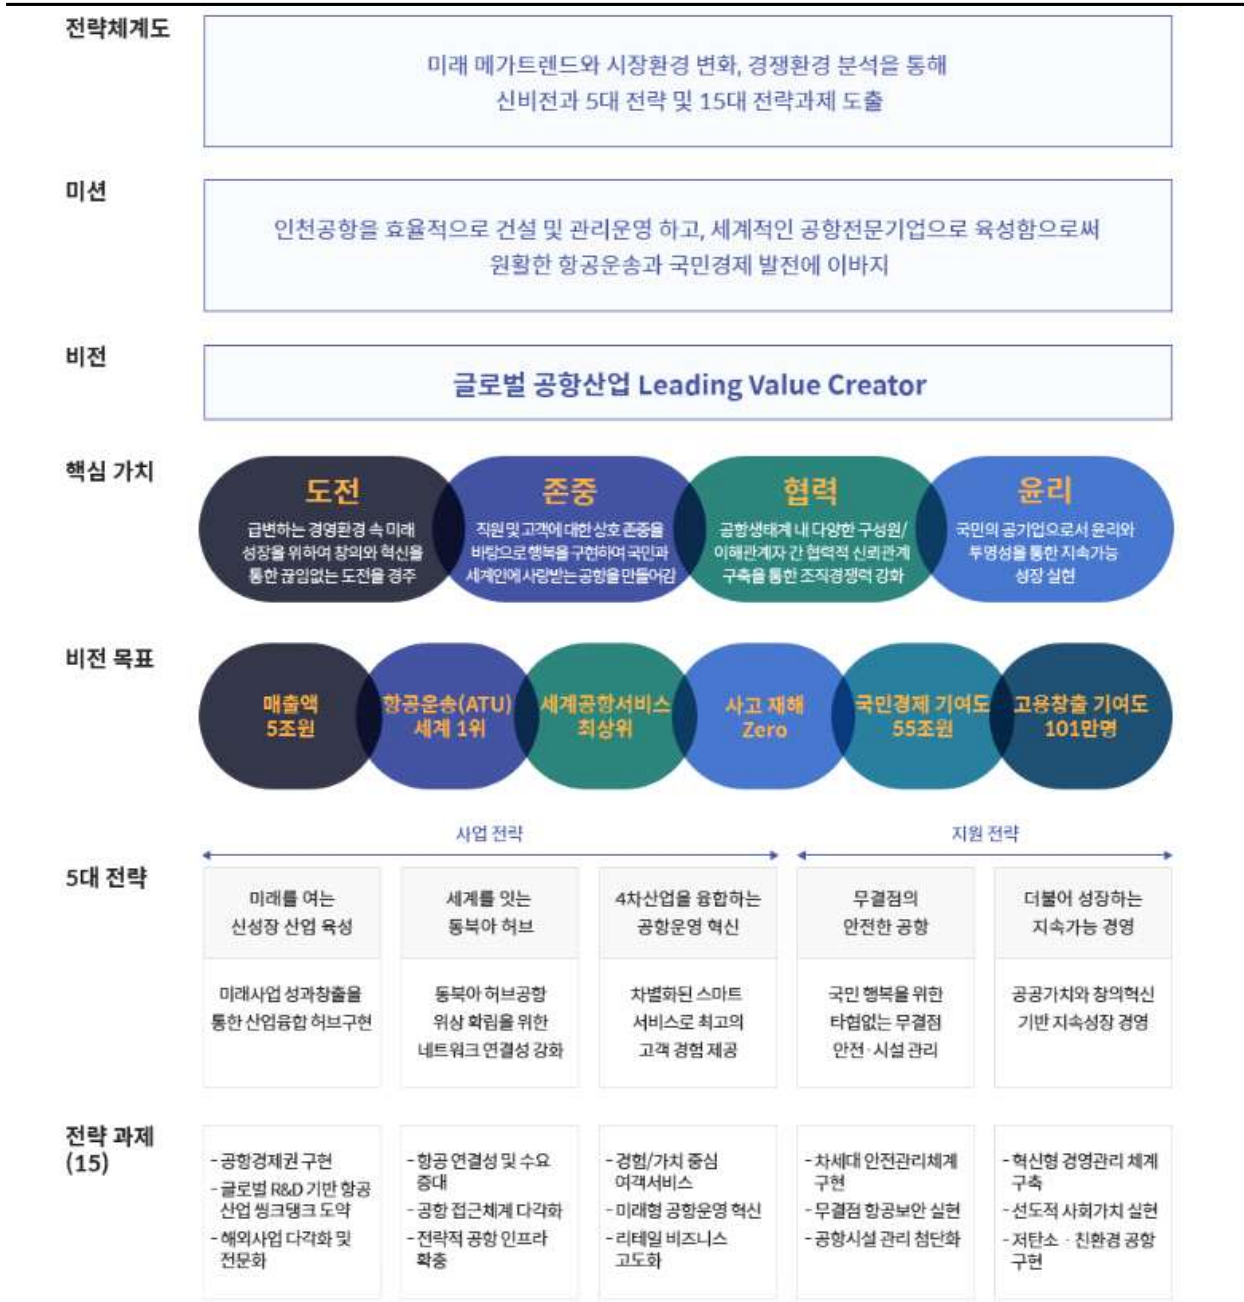 전략체계도
미래 메가트렌드와 시장환경 변화, 경쟁환경 분석을 통해
신비전과 5대 전략 및 15대 전략과제 도출
미션
인천공항을 효율적으로 건설 및 관리운영 하고, 세계적인 공항전문기업으로 육성함으로써
원활한 항공운송과 국민경제 발전에 이바지
비전
글로벌 공항산업 Leading Value Creator
핵심 가치
도전
급변하는 경영환경 속 미래
성장을 위하여 창의와 혁신을
통한 끊임없는 도전을 경주
존중
직원 및 고객에 대한 상호 존중을
바탕으로 행복을 구현하여 국민과
세계인에 사랑받는 공항을 만들어감
협력
공항생태계 내 다양한 구성원/
이해관계자 간 협력적 신뢰관계
구축을 통한 조직경쟁력 강화
윤리
국민의 공기업으로서 윤리와
투명성을 통한 지속가능
성장 실현
비전 목표
매출액
5조원
항공운송(ATU)
세계 1위
세계공항서비스
최상위
사고 재해
Zero
국민경제 기여도
55조원
고용창출 기여도
101만명
사업 전략
지원 전략
5대 전략
미래를 여는
신성장 산업 육성
미래사업 성과창출을
통한 산업융합 허브구현
세계를 잇는
동북아 허브
동북아 허브공항
위상 확립을 위한
네트워크 연결성 강화
4차산업을 융합하는
공항운영 혁신
차별화된 스마트
서비스로 최고의
고객 경험 제공
무결점의
안전한 공항
국민 행복을 위한
타협없는 무결점
안전·시설 관리
더불어 성장하는
지속가능 경영
공공가치와 창의혁신
기반 지속성장 경영
전략 과제
(15)
- 공항경제권 구현
- 글로벌 R&D 기반 항공
산업 씽크탱크 도약
- 해외사업 다각화 및
전문화
- 항공 연결성 및 수요
증대
- 공항 접근체계 다각화
- 전략적 공항 인프라
확충
- 경험/가치 중심
여객서비스
- 미래형 공항운영 혁신
- 리테일 비즈니스
고도화
- 차세대 안전관리체계
구현
- 무결점 항공보안 실현
- 공항시설 관리 첨단화
- 혁신형 경영관리 체계
구축
- 선도적 사회가치 실현
- 저탄소 · 친환경 공항
구현